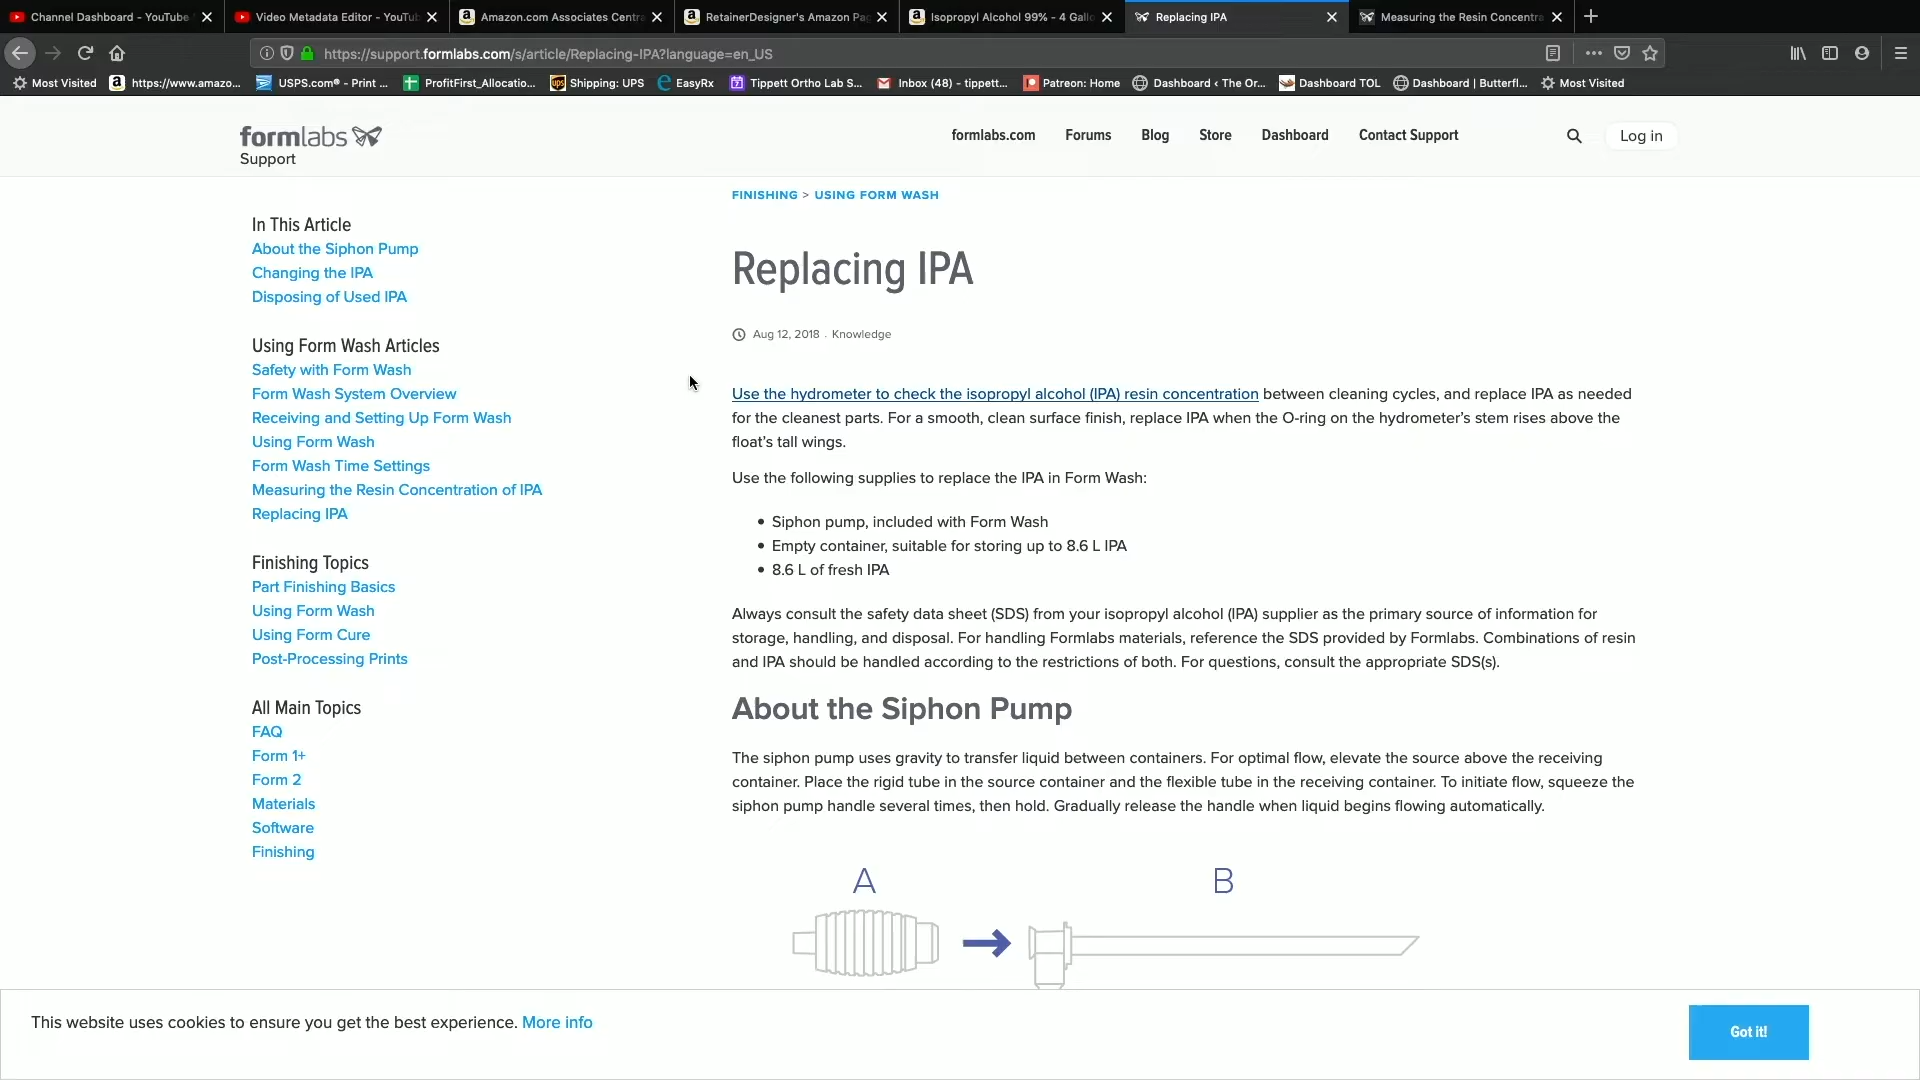 Channel Dashboard - YouTube
Video Metadata Editor - YouTub
Amazon.com Associates Centra
RetainerDesigner's Amazon Pag
Isopropyl Alcohol 99% - 4 Gallo
Replacing IPA
Measuring the Resin Concentra
https://support.formlabs.com/s/article/Replacing-IPA?language=en_US
Most Visited
https://www.amazo...
USPS.com® - Print ...
ProfitFirst_Allocatio...
Shipping: UPS
EasyRx
Tippett Ortho Lab S...
Inbox (48) - tippett...
Patreon: Home
Dashboard ‹ The Or...
Dashboard TOL
Dashboard | Butterfl...
Most Visited
formlabs
Support
formlabs.com
Forums
Blog
Store
Dashboard
Contact Support
Log in
In This Article
About the Siphon Pump
Changing the IPA
Disposing of Used IPA
Using Form Wash Articles
Safety with Form Wash
Form Wash System Overview
Receiving and Setting Up Form Wash
Using Form Wash
Form Wash Time Settings
Measuring the Resin Concentration of IPA
Replacing IPA
Finishing Topics
Part Finishing Basics
Using Form Wash
Using Form Cure
Post-Processing Prints
All Main Topics
FAQ
Form 1+
Form 2
Materials
Software
Finishing
FINISHING > USING FORM WASH
Replacing IPA
Aug 12, 2018 . Knowledge
Use the hydrometer to check the isopropyl alcohol (IPA) resin concentration between cleaning cycles, and replace IPA as needed
for the cleanest parts. For a smooth, clean surface finish, replace IPA when the O-ring on the hydrometer's stem rises above the
float's tall wings.
Use the following supplies to replace the IPA in Form Wash:
• Siphon pump, included with Form Wash
• Empty container, suitable for storing up to 8.6 L IPA
• 8.6 L of fresh IPA
Always consult the safety data sheet (SDS) from your isopropyl alcohol (IPA) supplier as the primary source of information for
storage, handling, and disposal. For handling Formlabs materials, reference the SDS provided by Formlabs. Combinations of resin
and IPA should be handled according to the restrictions of both. For questions, consult the appropriate SDS(s).
About the Siphon Pump
The siphon pump uses gravity to transfer liquid between containers. For optimal flow, elevate the source above the receiving
container. Place the rigid tube in the source container and the flexible tube in the receiving container. To initiate flow, squeeze the
siphon pump handle several times, then hold. Gradually release the handle when liquid begins flowing automatically.
A
B
This website uses cookies to ensure you get the best experience. More info
Got it!